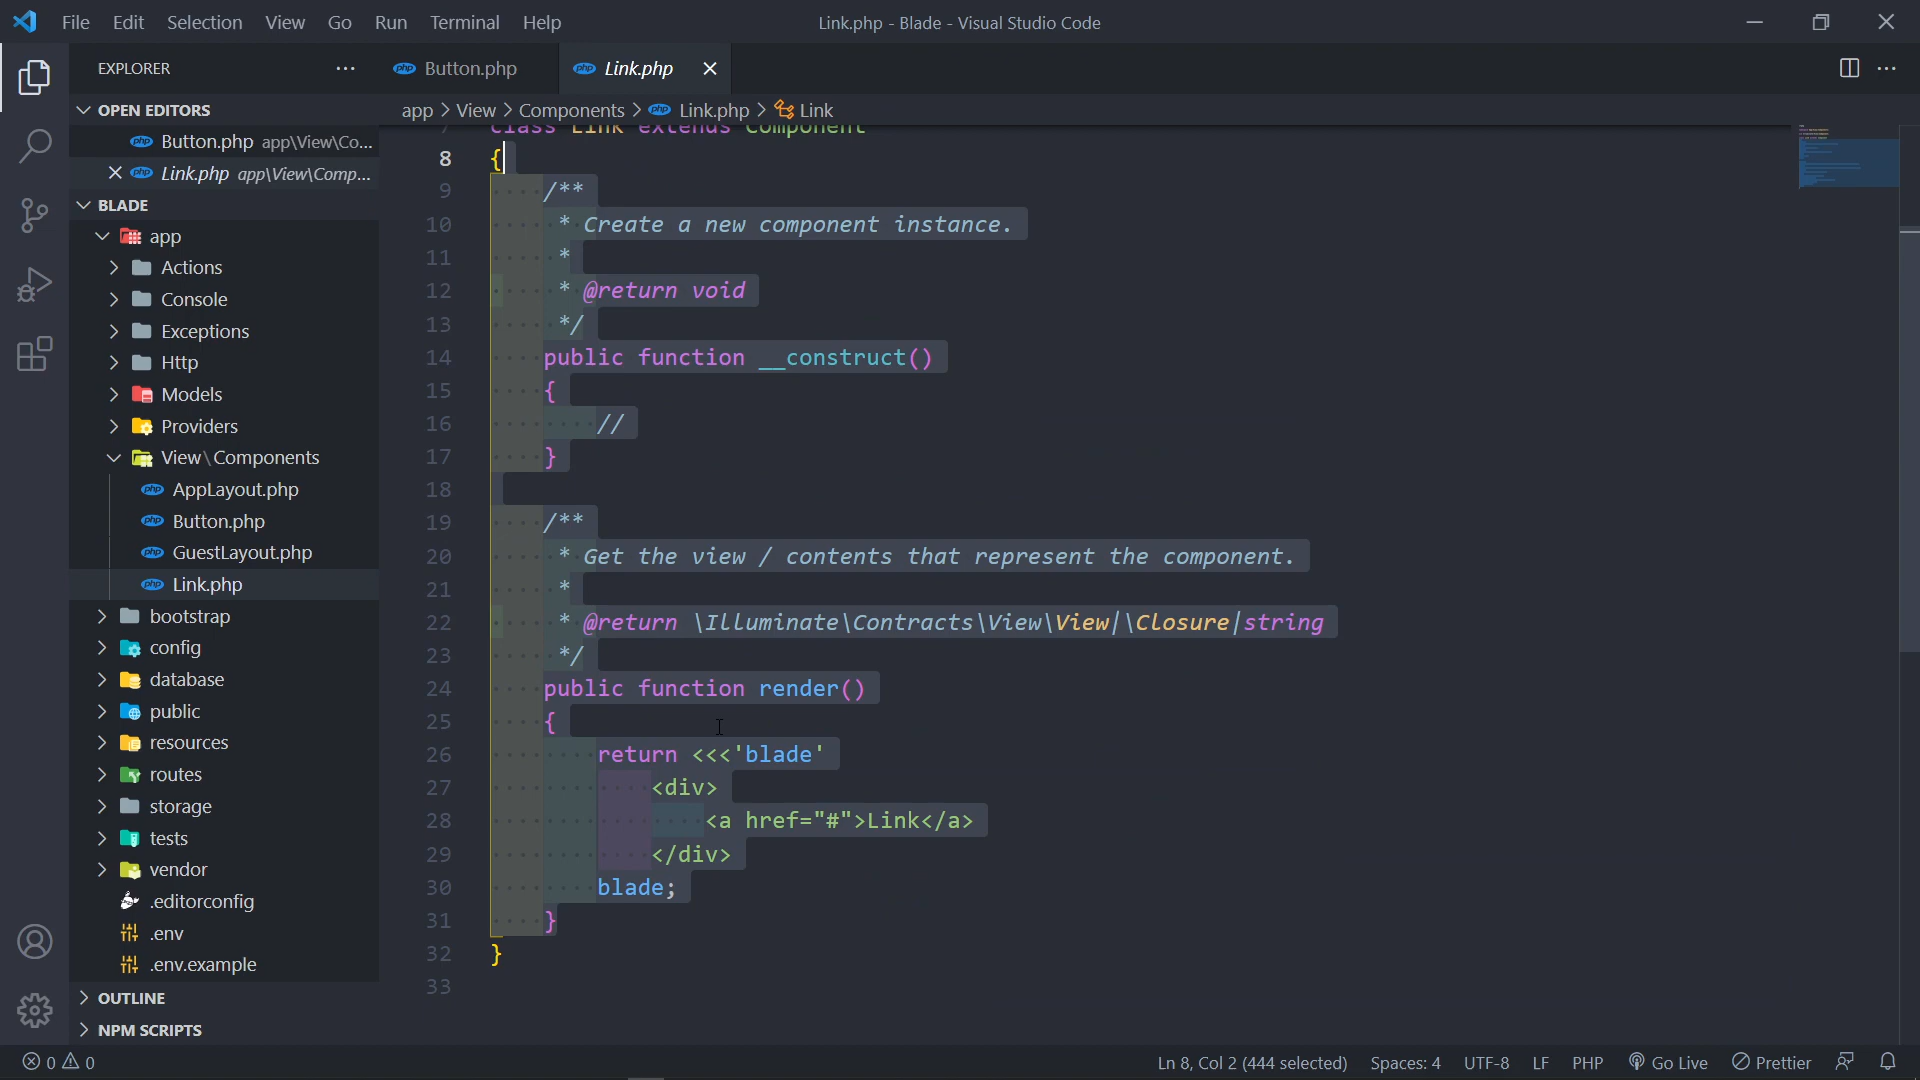 File Edit Selection View Go Run Terminal Help
Link.php - Blade - Visual Studio Code
EXPLORER
OPEN EDITORS
Button.php app\View\Co...
Link.php app\View\Comp...
BLADE
app
Actions
Console
Exceptions
Http
Models
Providers
View\Components
AppLayout.php
Button.php
GuestLayout.php
Link.php
bootstrap
config
database
public
resources
routes
storage
tests
vendor
.editorconfig
.env
.env.example
OUTLINE
NPM SCRIPTS
Button.php Link.php
app > View > Components > Link.php > Link
7 class Link extends Component
8 {
9 /**
10 * Create a new component instance.
11 *
12 * @return void
13 */
14 public function __construct()
15 {
16 //
17 }
18
19 /**
20 * Get the view / contents that represent the component.
21 *
22 * @return \Illuminate\Contracts\View\View|\Closure|string
23 */
24 public function render()
25 {
26 return <<<'blade'
27 <div>
28 <a href="#">Link</a>
29 </div>
30 blade;
31 }
32 }
33
0 0
Ln 8, Col 2 (444 selected) Spaces: 4 UTF-8 LF PHP Go Live Prettier